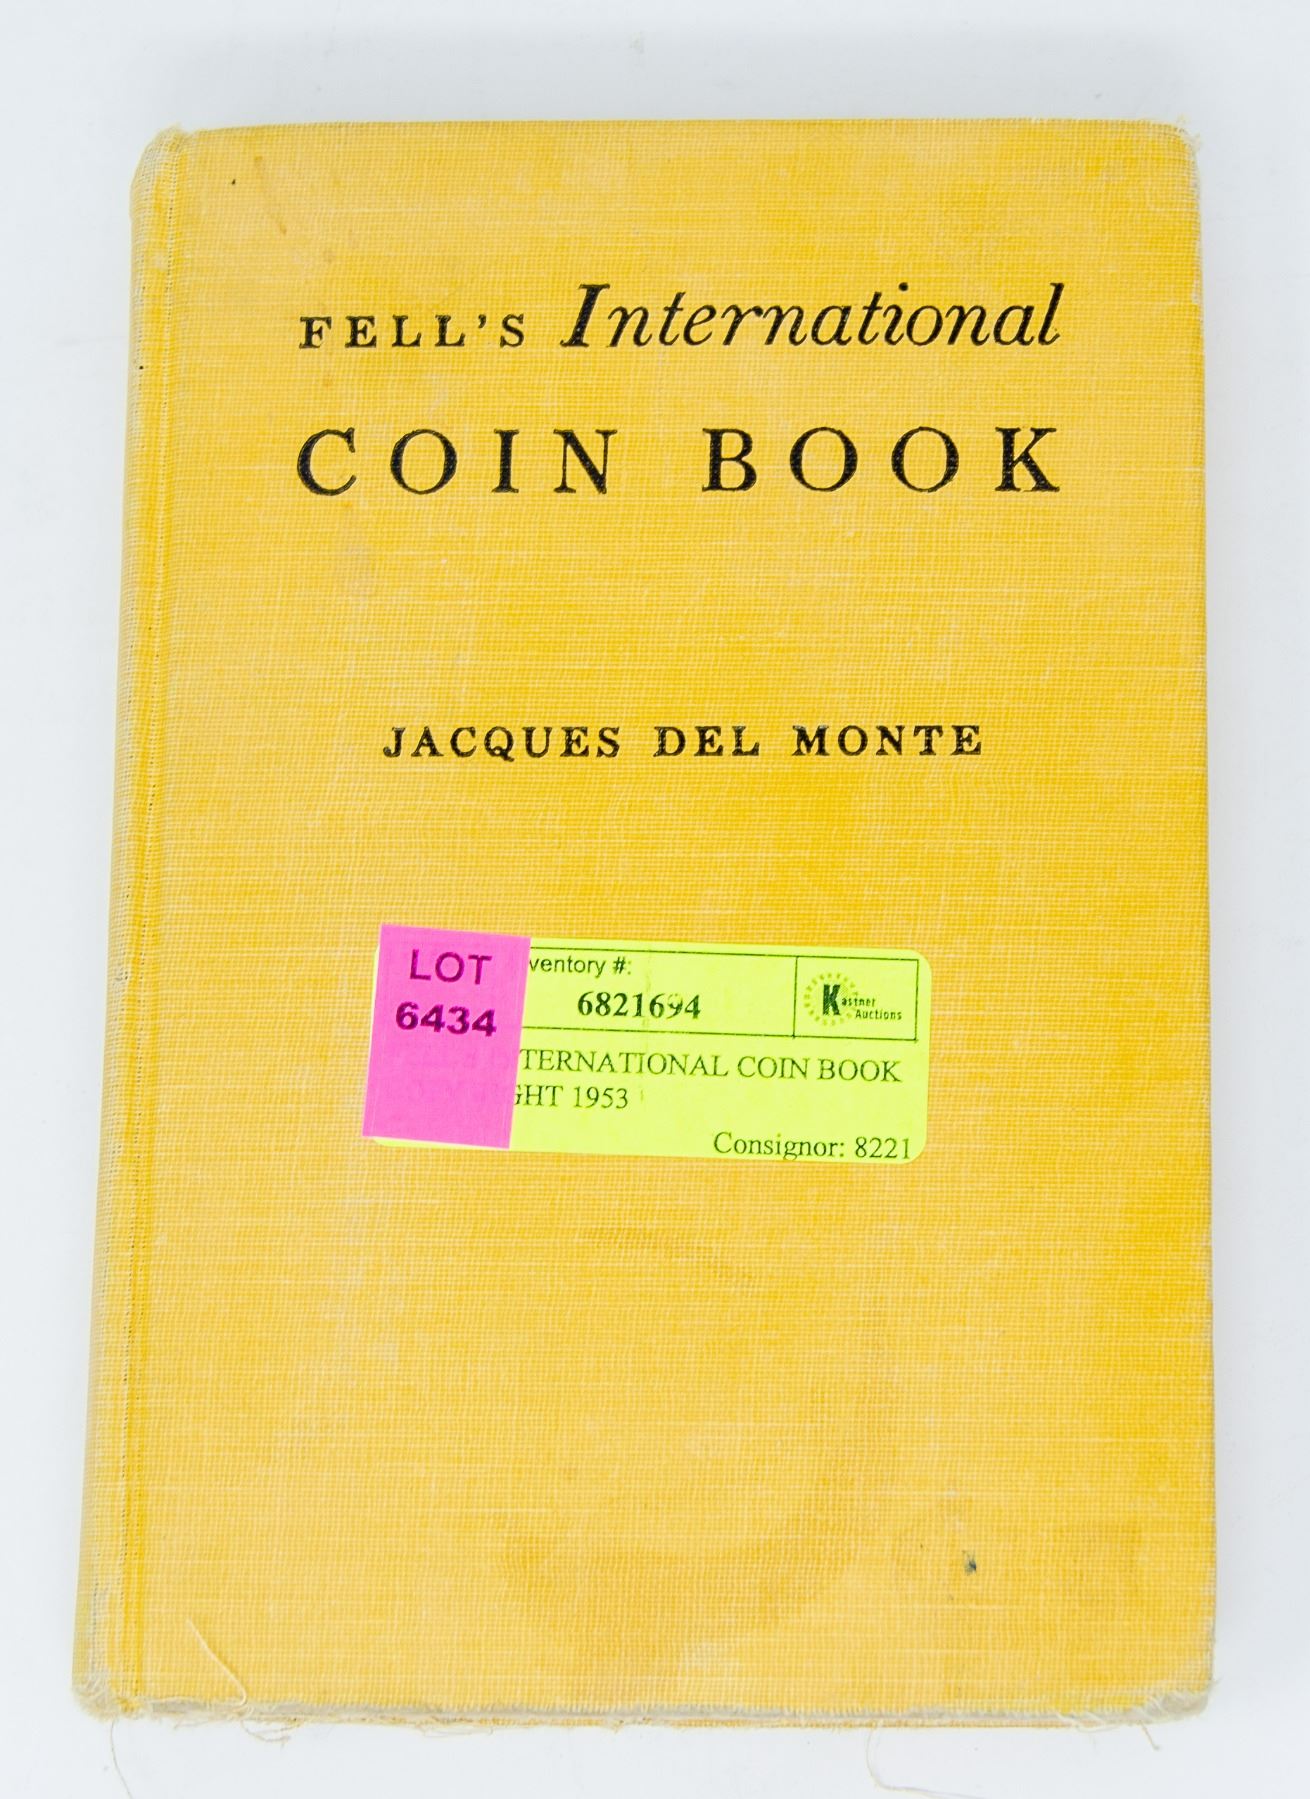 FELL'S International
COIN BOOK
JACQUES DEL MONTE
LOT
6434
ventory #:
6821694
Kastner
Auctions
TERNATIONAL COIN BOOK
GHT 1953
Consignor: 8221